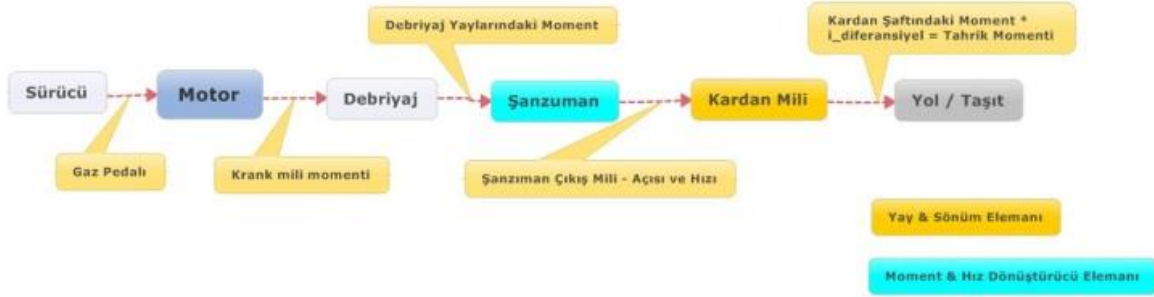 Debriyaj Yaylarındaki Moment
Kardan Şaftındaki Moment *
i_diferansiyel = Tahrik Momenti
Sürücü
Motor
Debriyaj
Şanzuman
Kardan Mili
Yol / Taşıt
Gaz Pedalı
Krank mili momenti
Şanzıman Çıkış Mili - Açısı ve Hızı
Yay & Sönüm Elemanı
Moment & Hız Dönüştürücü Elemanı